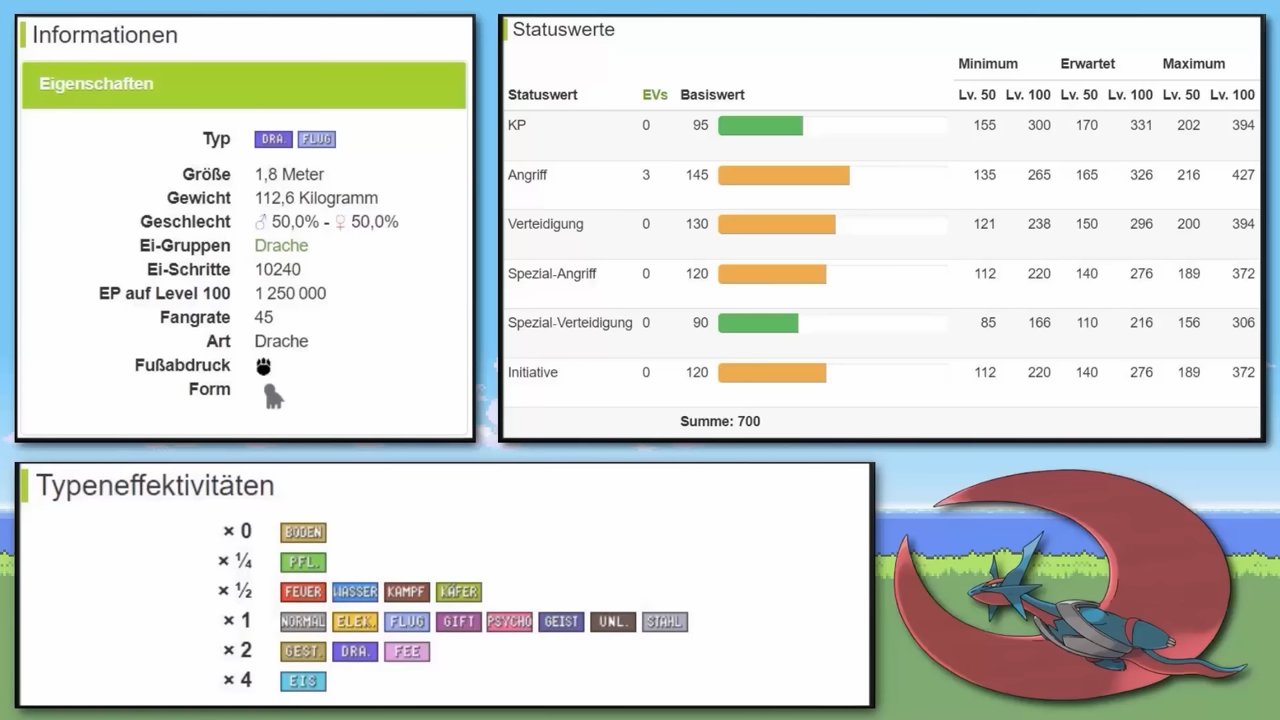 Informationen
Eigenschaften
Typ DRA. FLUG
Größe 1,8 Meter
Gewicht 112,6 Kilogramm
Geschlecht ♂ 50,0% - ♀ 50,0%
Ei-Gruppen Drache
Ei-Schritte 10240
EP auf Level 100 1 250 000
Fangrate 45
Art Drache
Fußabdruck
Form
Statuswerte
Minimum Erwartet Maximum
Statuswert EVs Basiswert Lv. 50 Lv. 100 Lv. 50 Lv. 100 Lv. 50 Lv. 100
KP 0 95 155 300 170 331 202 394
Angriff 3 145 135 265 165 326 216 427
Verteidigung 0 130 121 238 150 296 200 394
Spezial-Angriff 0 120 112 220 140 276 189 372
Spezial-Verteidigung 0 90 85 166 110 216 156 306
Initiative 0 120 112 220 140 276 189 372
Summe: 700
Typeneffektivitäten
× 0 BODEN
× ¼ PFL.
× ½ FEUER WASSER KAMPF KÄFER
× 1 NORMAL ELEK. FLUG GIFT PSYCHO GEIST UNL. STAHL
× 2 GEST. DRA. FEE
× 4 EIS